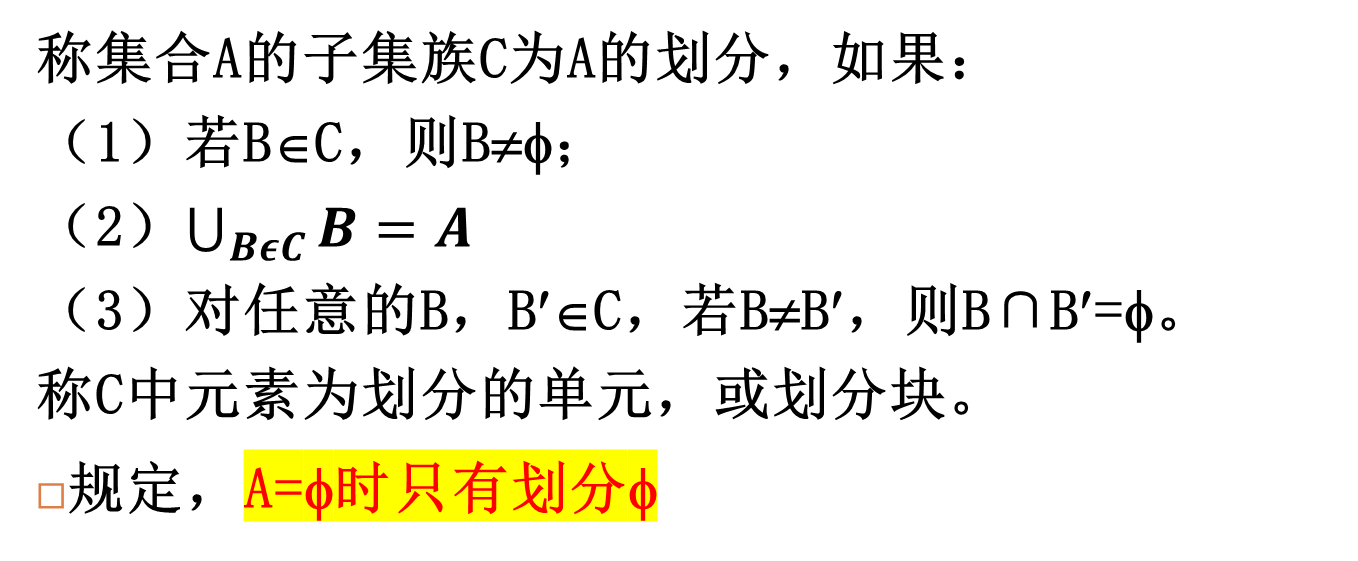 称集合A的子集族C为A的划分，如果：
（1）若B∈C，则B≠ϕ；
（2）⋃_{B∈C} B = A
（3）对任意的B，B′∈C，若B≠B′，则B∩B′=ϕ。
称C中元素为划分的单元，或划分块。
□规定，A=ϕ时只有划分ϕ